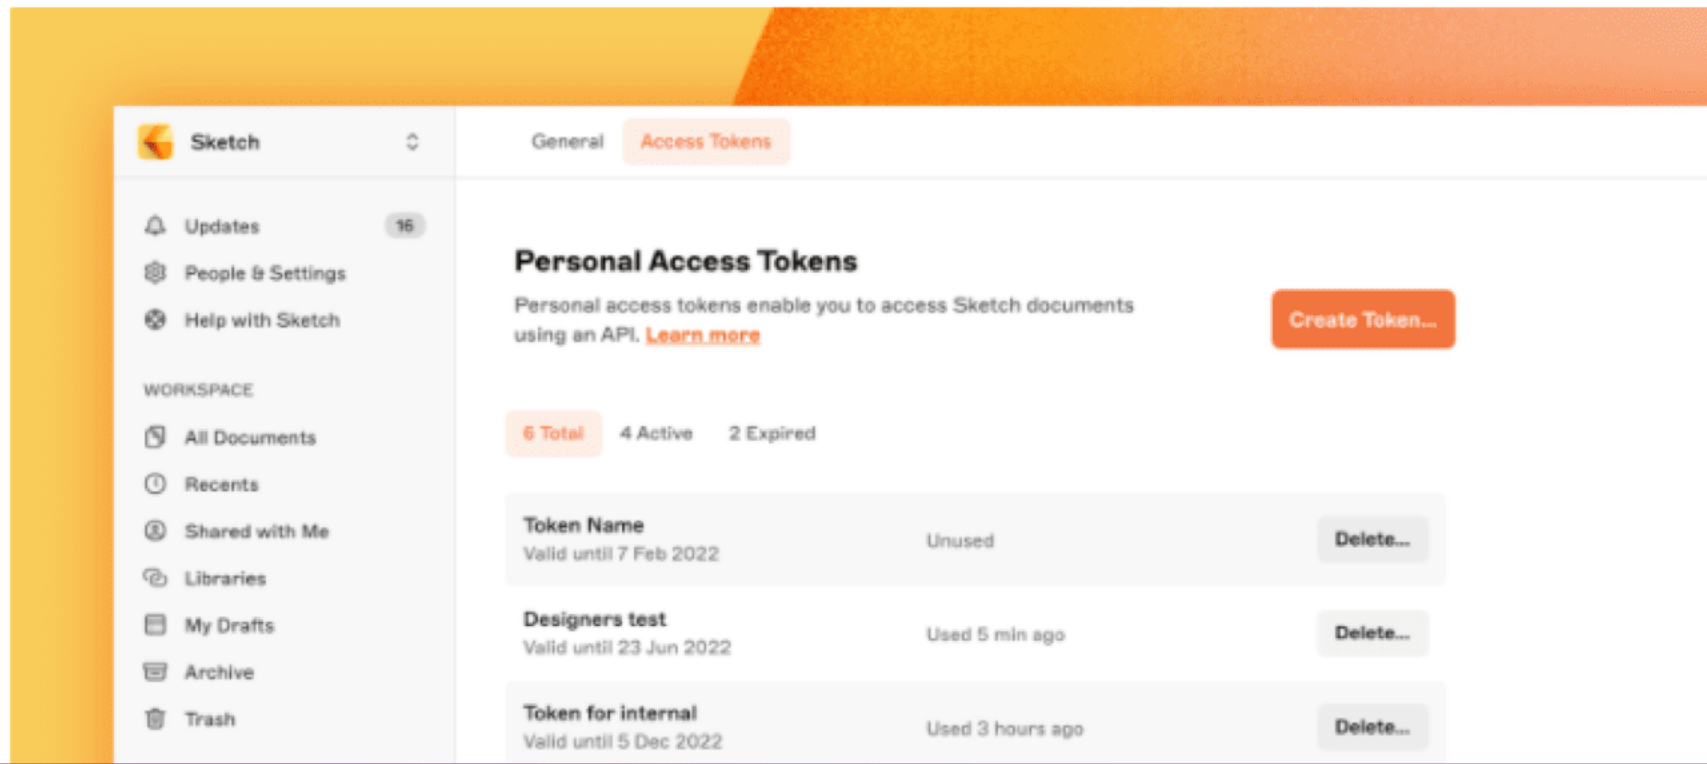 Sketch
General
Access Tokens
Updates
16
People & Settings
Help with Sketch
WORKSPACE
All Documents
Recents
Shared with Me
Libraries
My Drafts
Archive
Trash
Personal Access Tokens
Personal access tokens enable you to access Sketch documents
using an API. Learn more
Create Token...
6 Total
4 Active
2 Expired
Token Name
Valid until 7 Feb 2022
Unused
Delete...
Designers test
Valid until 23 Jun 2022
Used 5 min ago
Delete...
Token for internal
Valid until 5 Dec 2022
Used 3 hours ago
Delete...